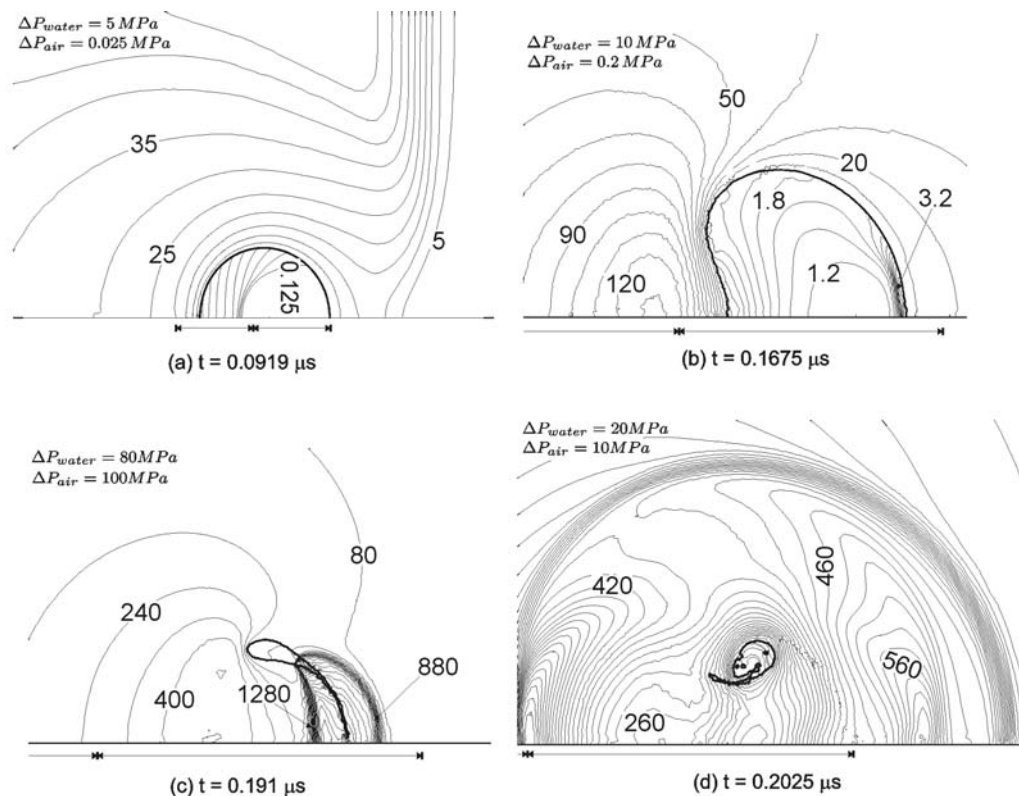 ΔP_water = 5 MPa
ΔP_air = 0.025 MPa
35
25
0.125
5
(a) t = 0.0919 μs
ΔP_water = 10 MPa
ΔP_air = 0.2 MPa
50
20
1.8
3.2
90
120
1.2
(b) t = 0.1675 μs
ΔP_water = 80MPa
ΔP_air = 100MPa
80
240
400
1280
880
(c) t = 0.191 μs
ΔP_water = 20MPa
ΔP_air = 10MPa
460
420
560
260
(d) t = 0.2025 μs